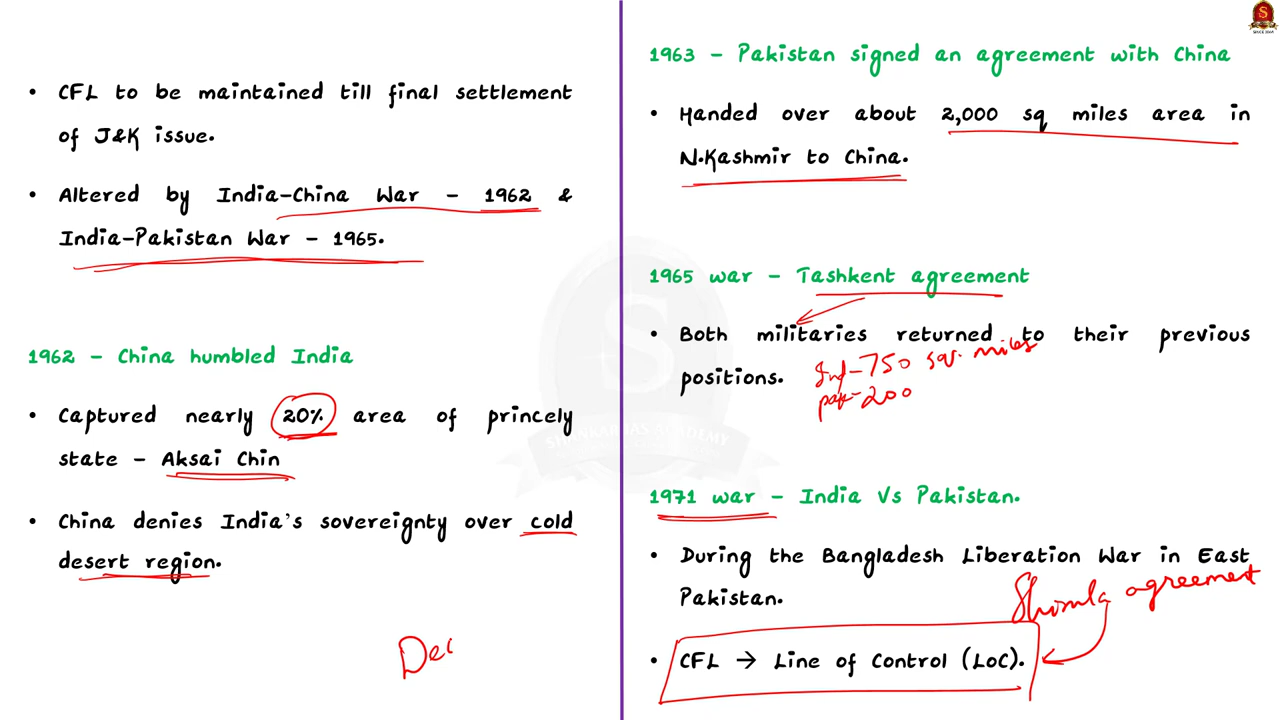 • CFL to be maintained till final settlement
of J&K issue.
• Altered by India-China War - 1962 &
India-Pakistan War - 1965.
1962 - China humbled India
• Captured nearly 20% area of princely
state - Aksai Chin
• China denies India's sovereignty over cold
desert region.
Dec
1963 - Pakistan signed an agreement with China
• Handed over about 2,000 sq miles area in
N.Kashmir to China.
1965 war - Tashkent agreement
• Both militaries returned to their previous
positions.
Ind-750 sq. miles
pak-200
1971 war - India Vs Pakistan.
• During the Bangladesh Liberation War in East
Pakistan.
Shimla agreement
• CFL → Line of Control (LoC).
SHANKAR IAS ACADEMY
S